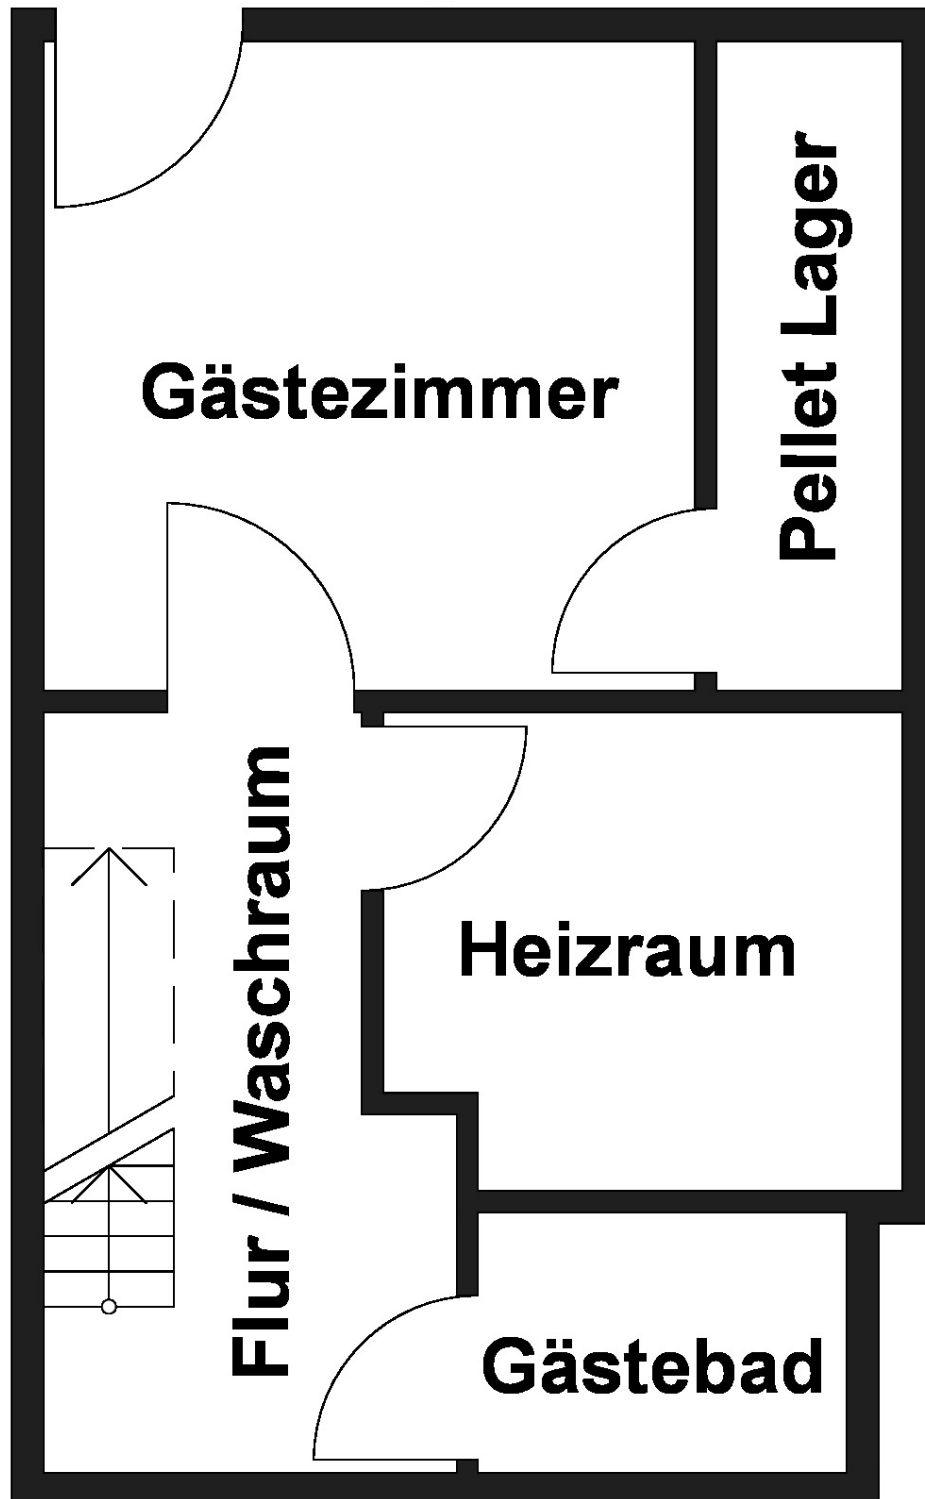 Gästezimmer
Pellet Lager
Flur / Waschraum
Heizraum
Gästebad